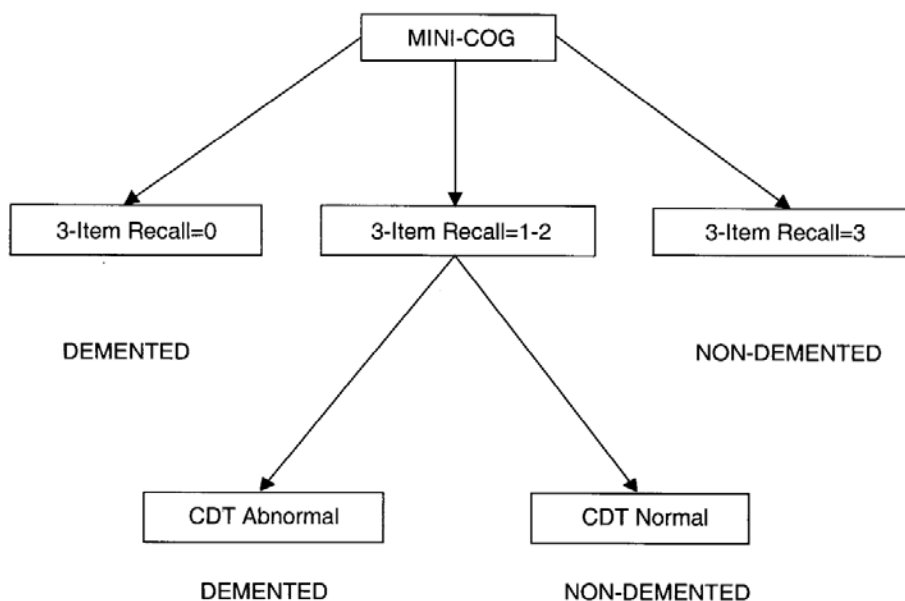 MINI-COG
3-Item Recall=0
3-Item Recall=1-2
3-Item Recall=3
DEMENTED
NON-DEMENTED
CDT Abnormal
CDT Normal
DEMENTED
NON-DEMENTED